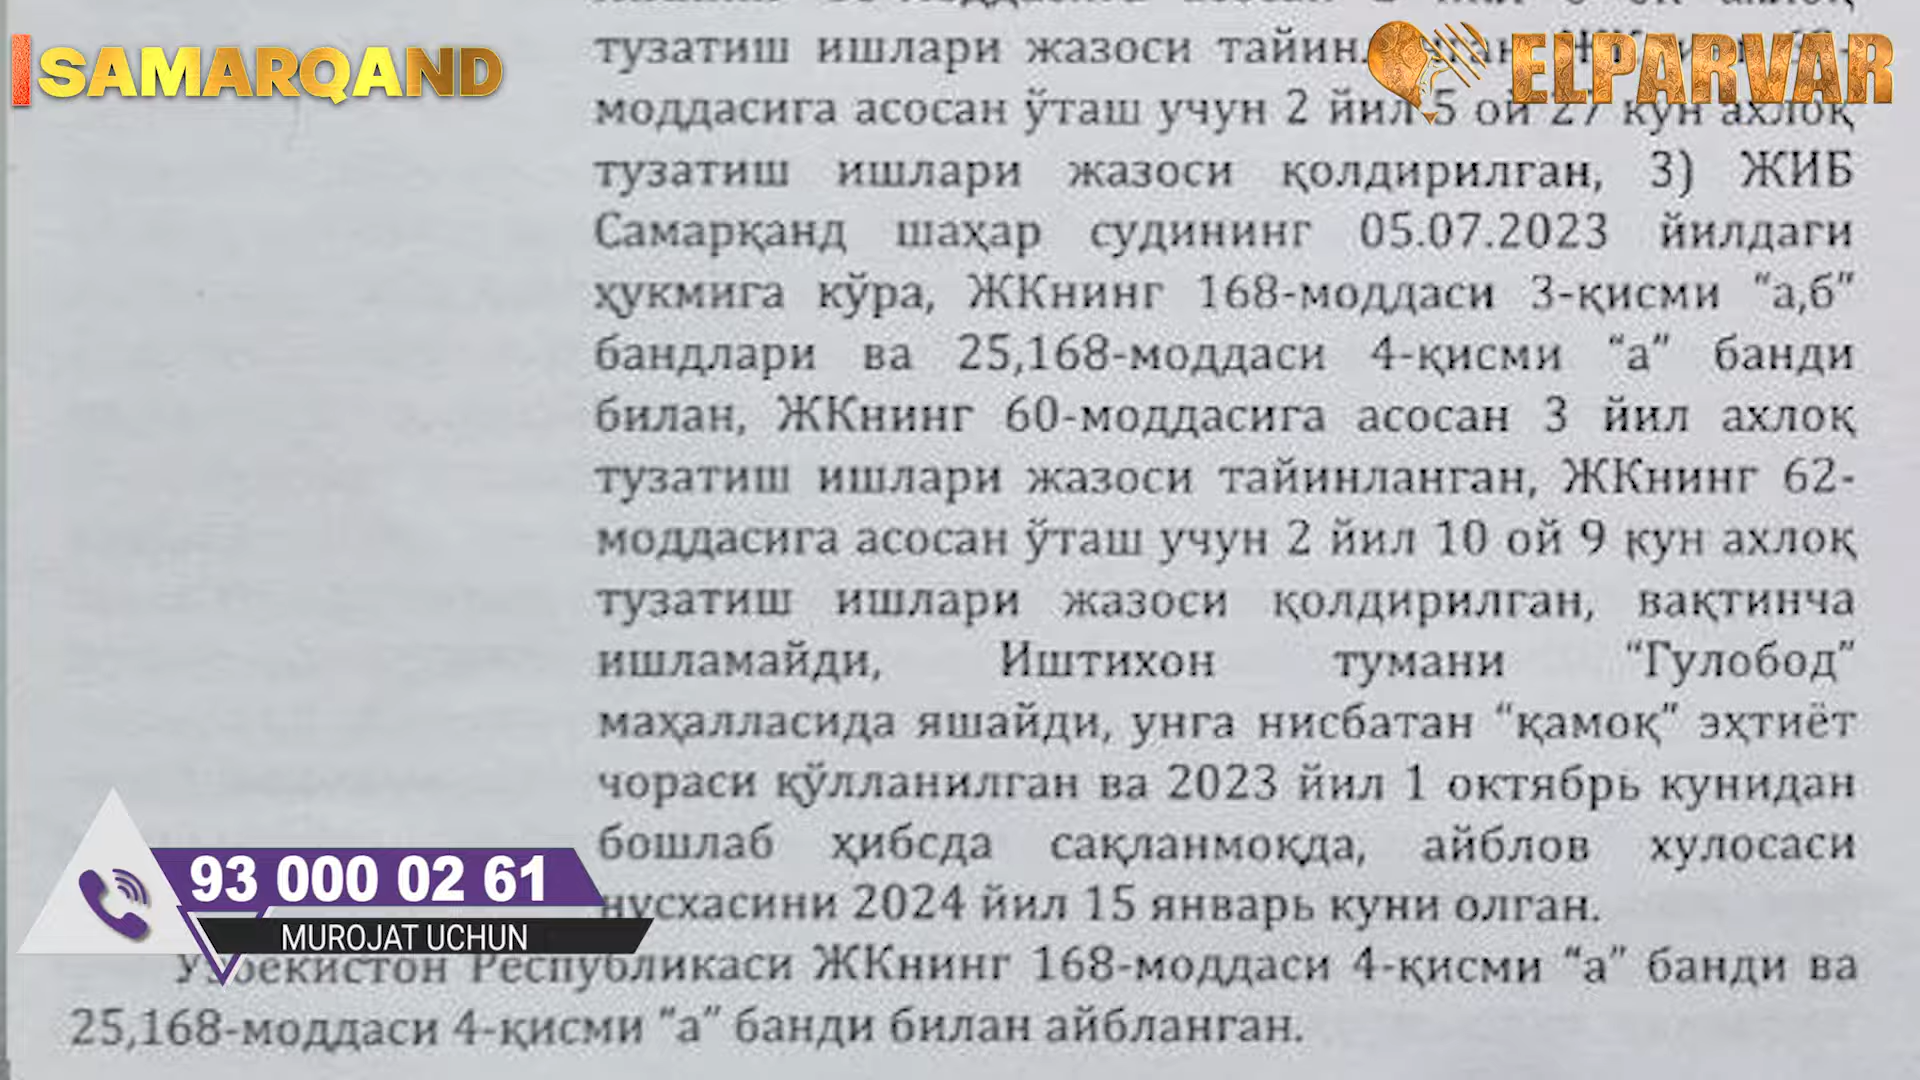 SAMARQAND
ELPARVAR
тузатиш ишлари жазоси
моддасига асосан ўташ учун 2 йил 5 ой 27 кун ахлоқ
тузатиш ишлари жазоси қолдирилган, 3) ЖИБ
Самарқанд шаҳар судининг 05.07.2023 йилдаги
ҳукмига кўра, ЖКнинг 168-моддаси 3-қисми “а,б”
бандлари ва 25,168-моддаси 4-қисми “а” банди
билан, ЖКнинг 60-моддасига асосан 3 йил ахлоқ
тузатиш ишлари жазоси тайинланган, ЖКнинг 62-
моддасига асосан ўташ учун 2 йил 10 ой 9 кун ахлоқ
тузатиш ишлари жазоси қолдирилган, вақтинча
ишламайди, Иштихон тумани “Гулобод”
маҳалласида яшайди, унга нисбатан “қамоқ” эҳтиёт
чораси қўлланилган ва 2023 йил 1 октябрь кунидан
бошлаб ҳибсда сақланмоқда, айблов хулосаси
нусхасини 2024 йил 15 январь куни олган.
Ўзбекистон Республикаси ЖКнинг 168-моддаси 4-қисми “а” банди ва
25,168-моддаси 4-қисми “а” банди билан айбланган.
93 000 02 61
MUROJAT UCHUN